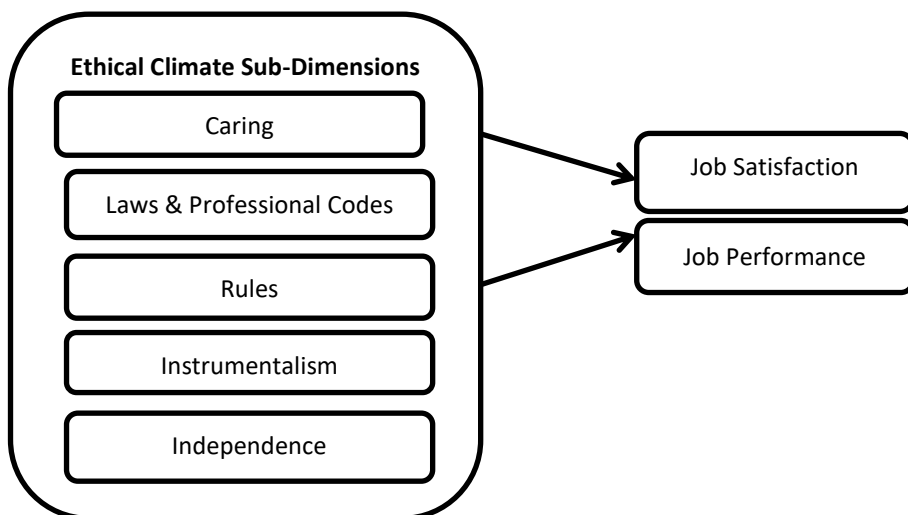 Ethical Climate Sub-Dimensions
Caring
Laws & Professional Codes
Rules
Instrumentalism
Independence
Job Satisfaction
Job Performance